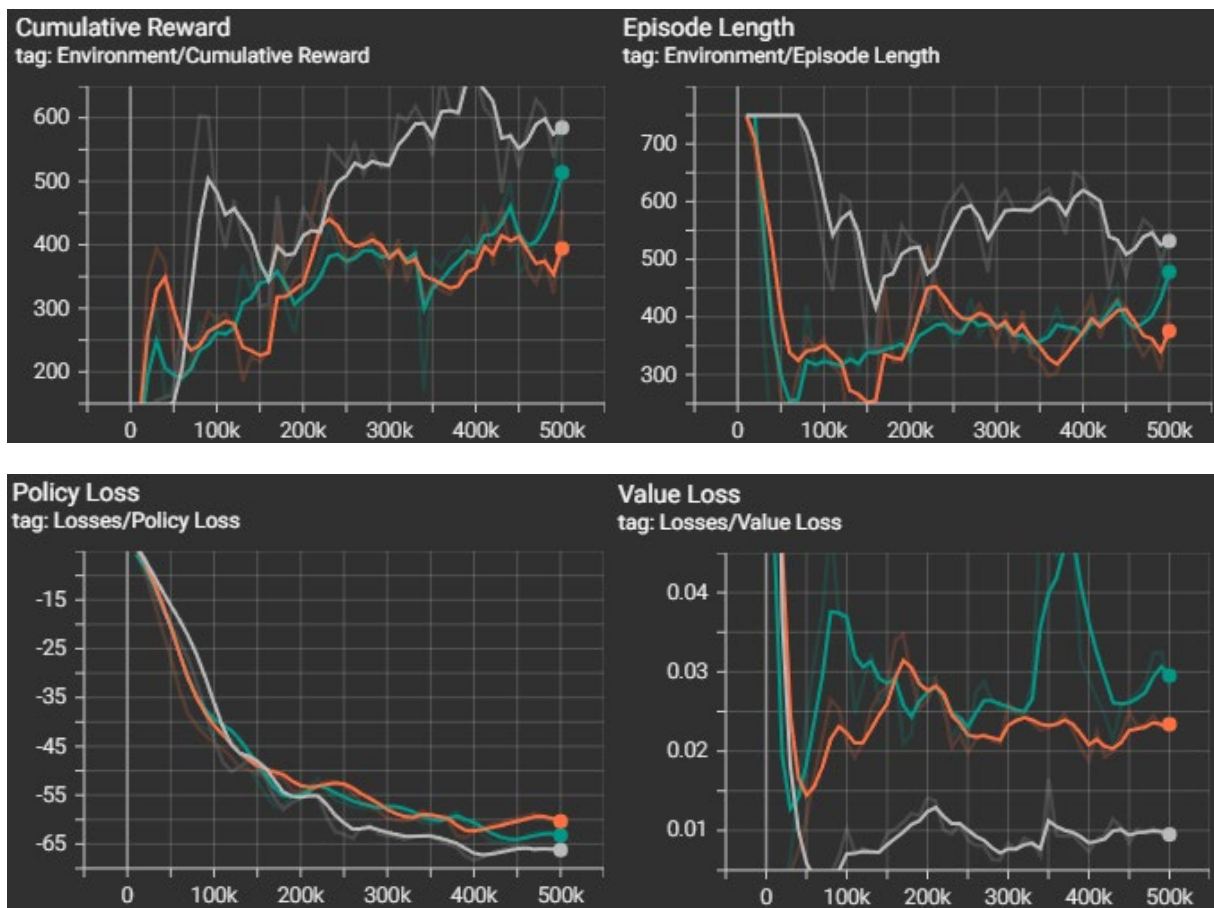 Cumulative Reward
tag: Environment/Cumulative Reward
600
500
400
300
200
0 100k 200k 300k 400k 500k
Episode Length
tag: Environment/Episode Length
700
600
500
400
300
0 100k 200k 300k 400k 500k
Policy Loss
tag: Losses/Policy Loss
-15
-25
-35
-45
-55
-65
0 100k 200k 300k 400k 500k
Value Loss
tag: Losses/Value Loss
0.04
0.03
0.02
0.01
0 100k 200k 300k 400k 500k